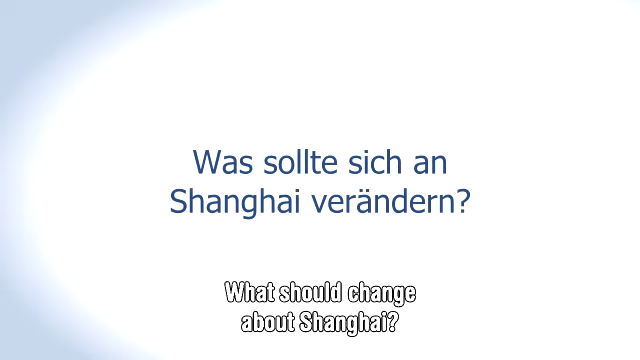 Was sollte sich an
Shanghai verändern?
What should change
about Shanghai?